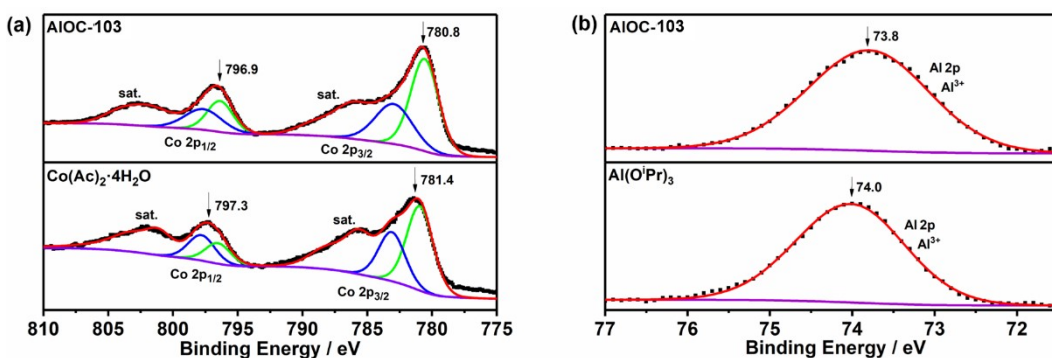 (a)
AlOC-103
780.8
796.9
sat.
sat.
Co 2p1/2
Co 2p3/2
Co(Ac)2·4H2O
781.4
797.3
sat.
sat.
Co 2p1/2
Co 2p3/2
810 805 800 795 790 785 780 775
Binding Energy / eV
(b)
AlOC-103
73.8
Al 2p
Al3+
Al(OiPr)3
74.0
Al 2p
Al3+
77 76 75 74 73 72
Binding Energy / eV